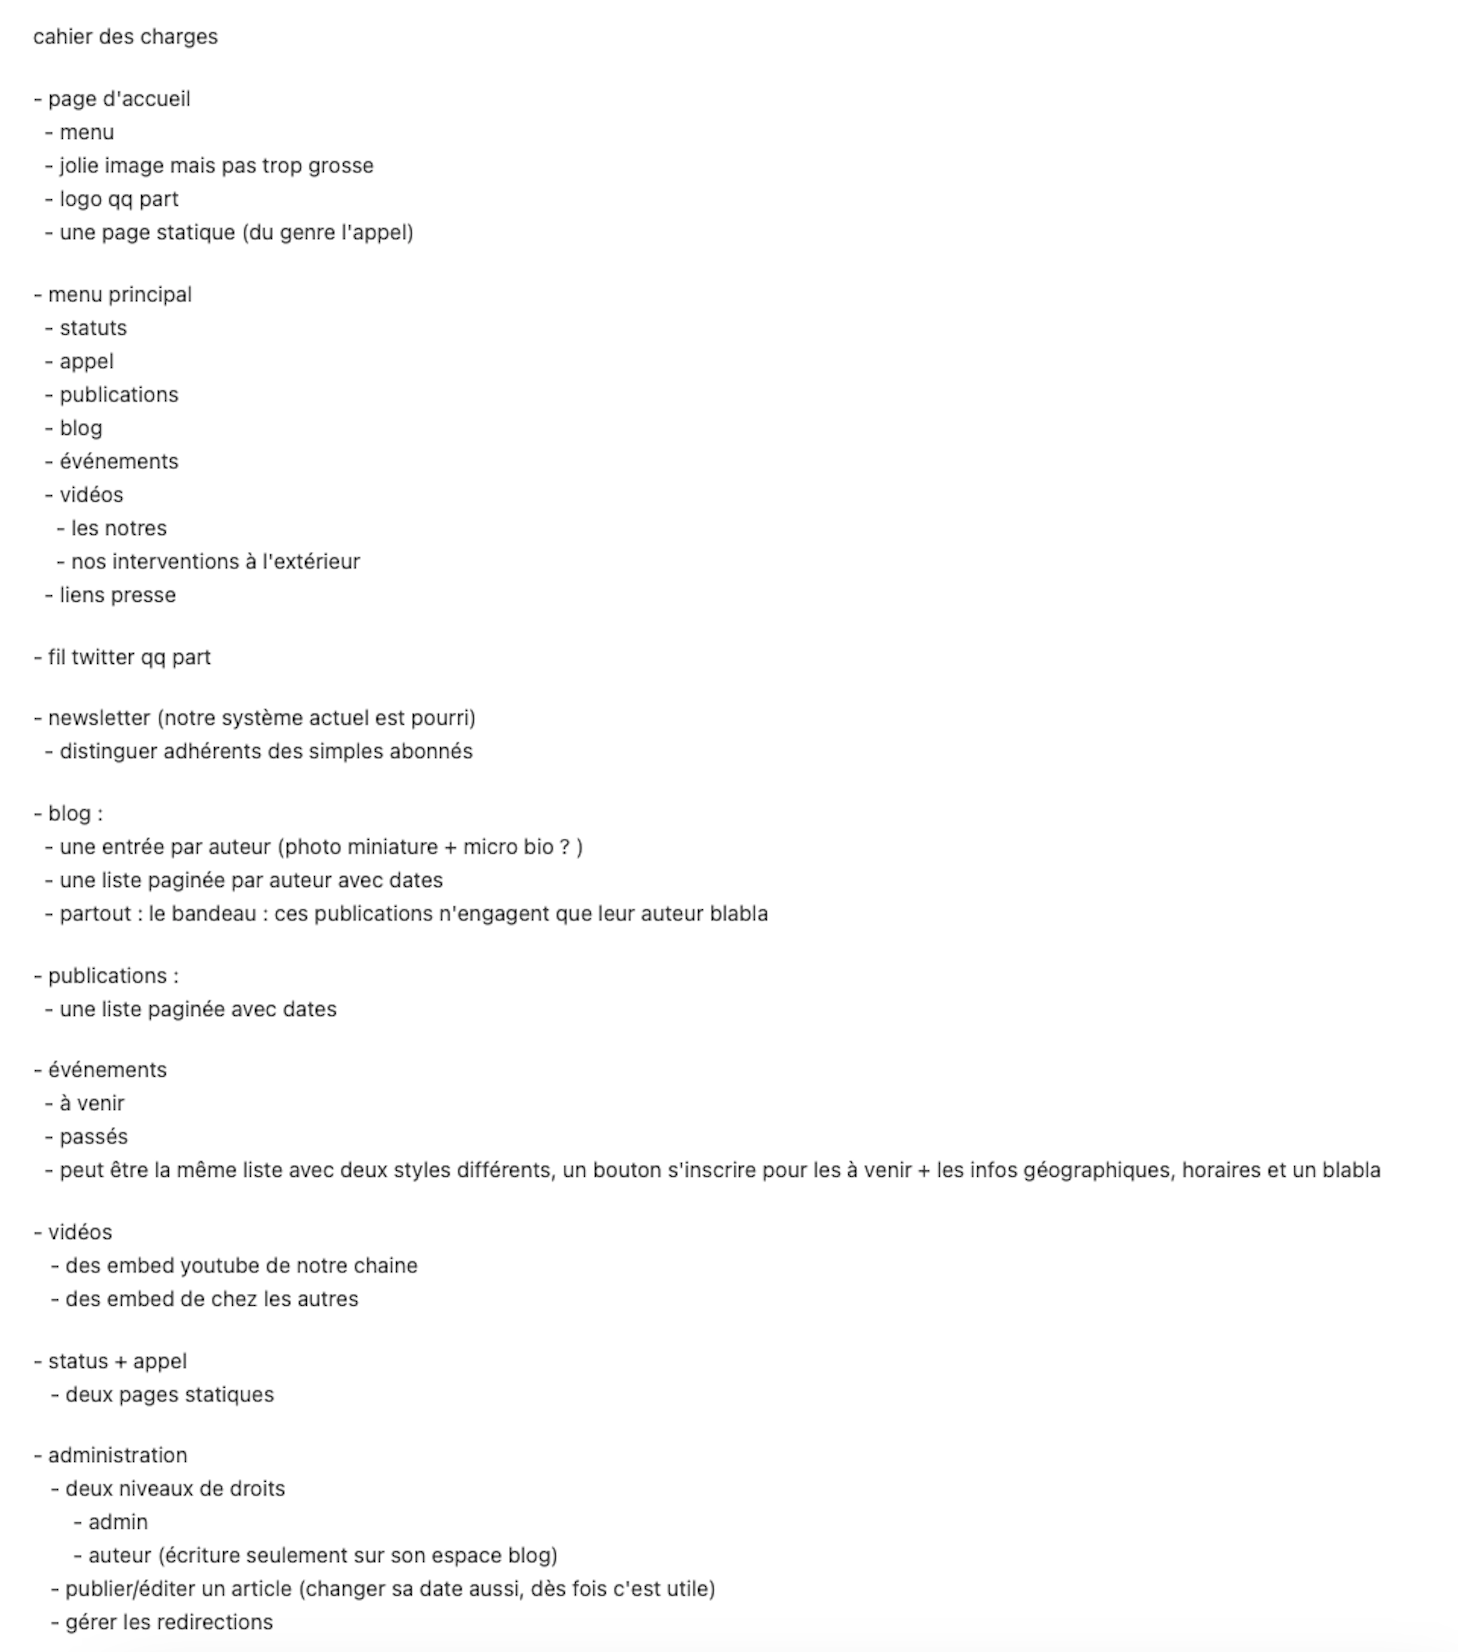 cahier des charges
- page d'accueil
- menu
- jolie image mais pas trop grosse
- logo qq part
- une page statique (du genre l'appel)
- menu principal
- statuts
- appel
- publications
- blog
- événements
- vidéos
- les notres
- nos interventions à l'extérieur
- liens presse
- fil twitter qq part
- newsletter (notre système actuel est pourri)
- distinguer adhérents des simples abonnés
- blog :
- une entrée par auteur (photo miniature + micro bio ? )
- une liste paginée par auteur avec dates
- partout : le bandeau : ces publications n'engagent que leur auteur blabla
- publications :
- une liste paginée avec dates
- événements
- à venir
- passés
- peut être la même liste avec deux styles différents, un bouton s'inscrire pour les à venir + les infos géographiques, horaires et un blabla
- vidéos
- des embed youtube de notre chaine
- des embed de chez les autres
- status + appel
- deux pages statiques
- administration
- deux niveaux de droits
- admin
- auteur (écriture seulement sur son espace blog)
- publier/éditer un article (changer sa date aussi, dès fois c'est utile)
- gérer les redirections